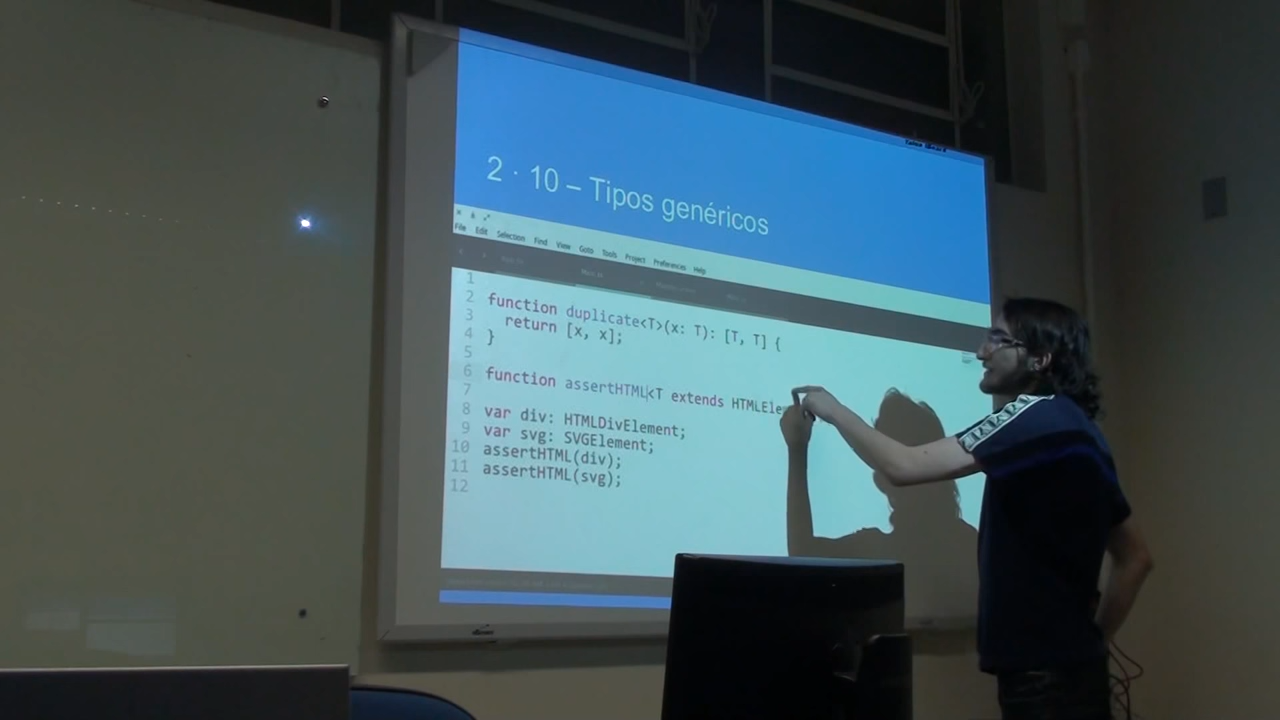 2 · 10 – Tipos genéricos
File Edit Selection Find View Goto Tools Project Preferences Help
1
2 function duplicate<T>(x: T): [T, T] {
3 return [x, x];
4 }
5
6 function assertHTML<T extends HTMLEle
7
8 var div: HTMLDivElement;
9 var svg: SVGElement;
10 assertHTML(div);
11 assertHTML(svg);
12